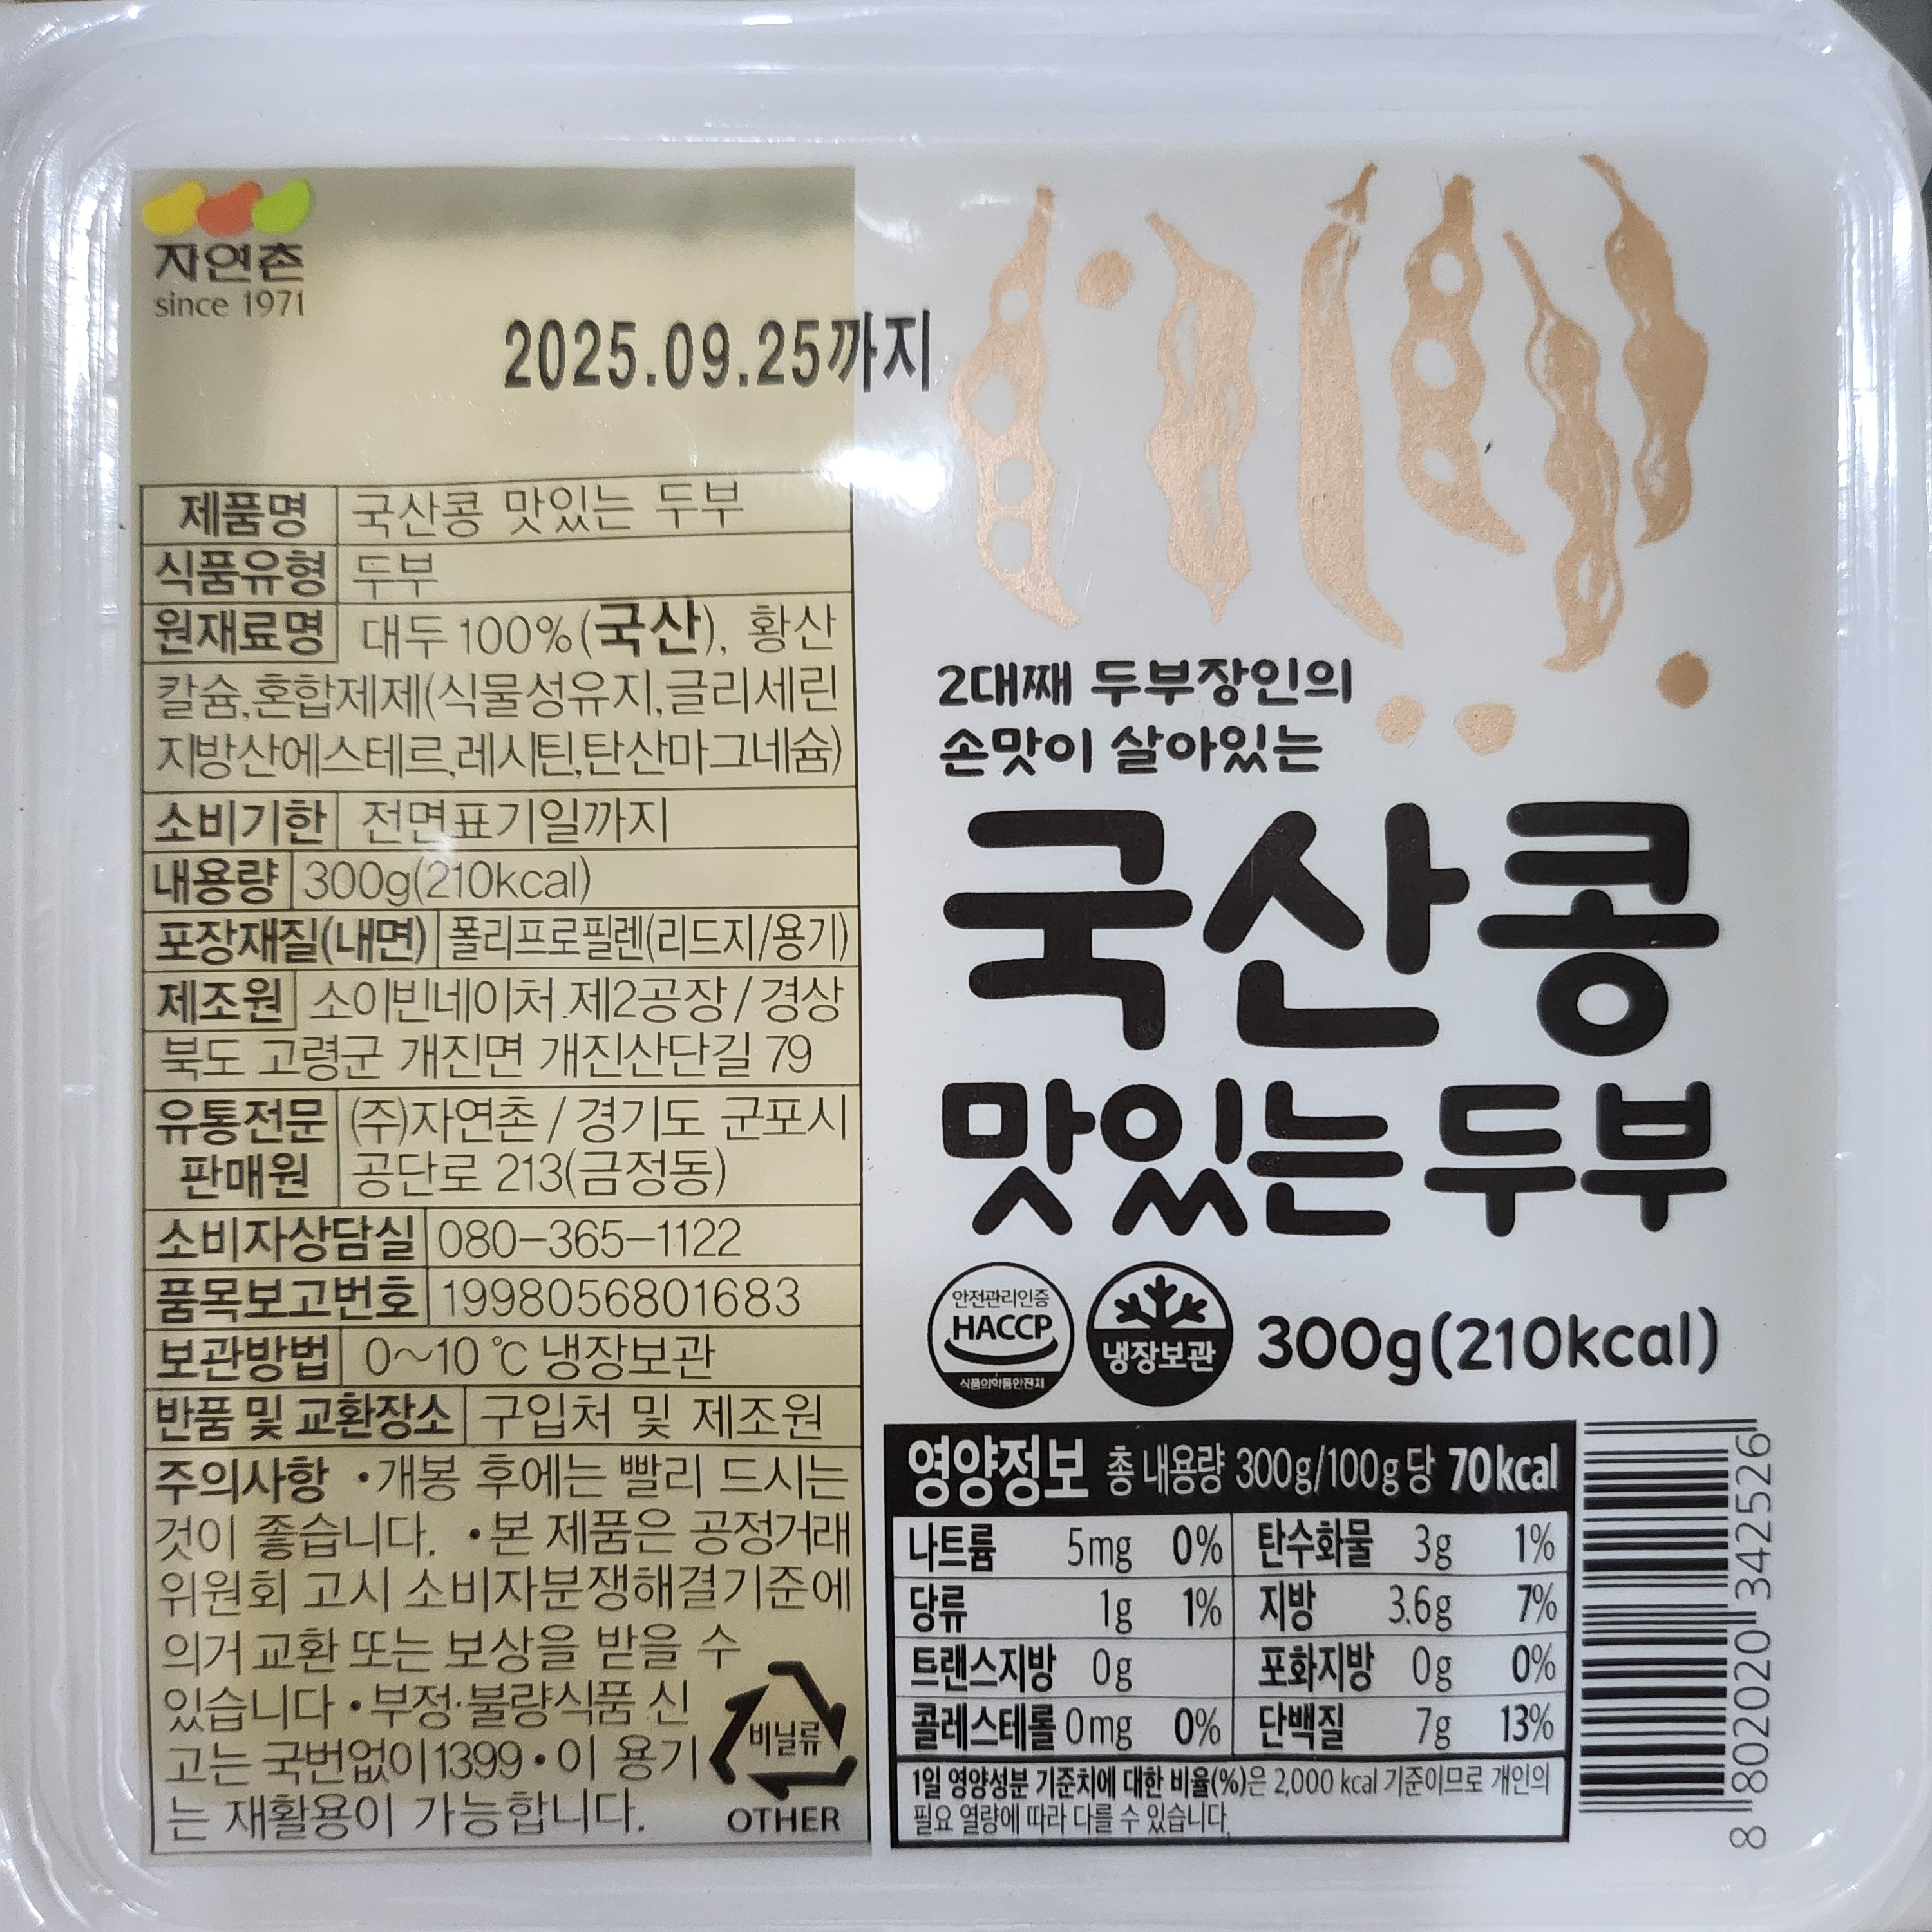 자연촌
since 1971
2025.09.25까지
제품명 국산콩 맛있는 두부
식품유형 두부
원재료명 대두 100%(국산), 황산
칼슘,혼합제제(식물성유지,글리세린
지방산에스테르,레시틴,탄산마그네슘)
소비기한 전면표기일까지
내용량 300g(210kcal)
포장재질(내면) 폴리프로필렌(리드지/용기)
제조원 소이빈네이처 제2공장/경상
북도 고령군 개진면 개진산단길 79
유통전문 (주)자연촌/경기도 군포시
판매원 공단로 213(금정동)
소비자상담실 080-365-1122
품목보고번호 1998056801683
보관방법 0~10℃ 냉장보관
반품 및 교환장소 구입처 및 제조원
주의사항 •개봉 후에는 빨리 드시는
것이 좋습니다. •본 제품은 공정거래
위원회 고시 소비자분쟁해결기준에
의거 교환 또는 보상을 받을 수
있습니다•부정·불량식품 신
고는 국번없이1399•이 용기
는 재활용이 가능합니다.
비닐류
OTHER
2대째 두부장인의
손맛이 살아있는
국산콩
맛있는두부
안전관리인증
HACCP
식품의약품안전처
냉장보관
300g(210kcal)
영양정보 총 내용량 300g/100g당 70kcal
나트륨 5mg 0% 탄수화물 3g 1%
당류 1g 1% 지방 3.6g 7%
트랜스지방 0g 포화지방 0g 0%
콜레스테롤 0mg 0% 단백질 7g 13%
1일 영양성분 기준치에 대한 비율(%)은 2,000 kcal 기준이므로 개인의
필요 열량에 따라 다를 수 있습니다.
8 802020 342526